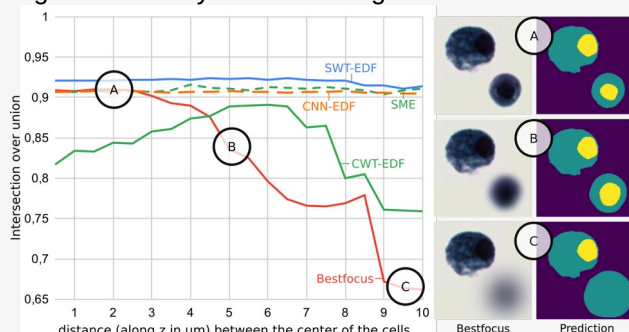 1
0,95
0,9
0,85
0,8
0,75
0,7
0,65
Intersection over union
SWT-EDF
CNN-EDF
SME
CWT-EDF
Bestfocus
A
B
C
1 2 3 4 5 6 7 8 9 10
distance (along z in um) between the center of the cells
A
B
C
Bestfocus Prediction